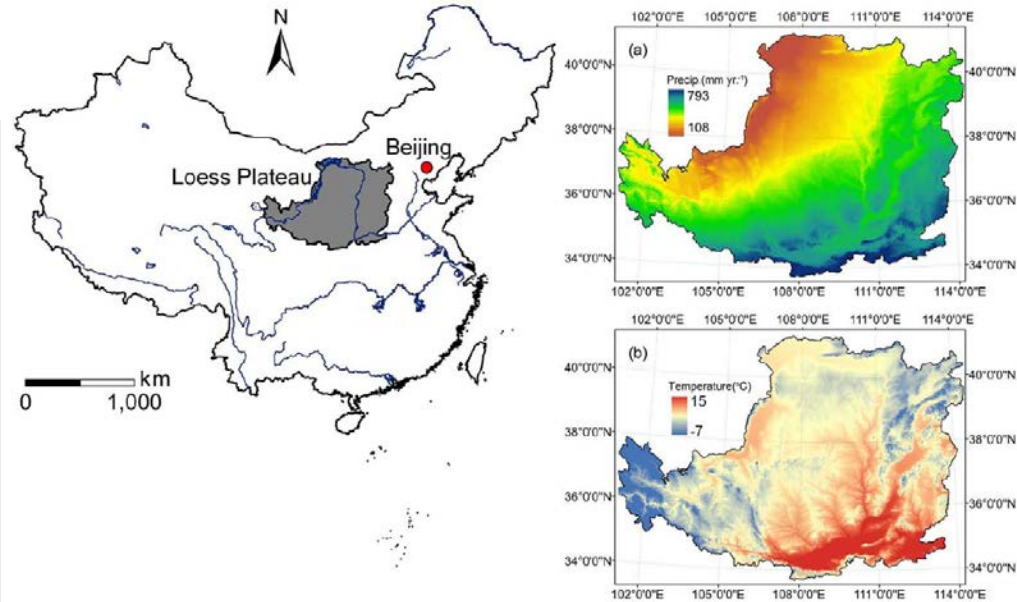 N
Beijing
Loess Plateau
km
0 1,000
102°0'0"E 105°0'0"E 108°0'0"E 111°0'0"E 114°0'0"E
(a)
40°0'0"N 40°0'0"N
Precip.(mm yr.⁻¹)
793
108
38°0'0"N 38°0'0"N
36°0'0"N 36°0'0"N
34°0'0"N 34°0'0"N
102°0'0"E 105°0'0"E 108°0'0"E 111°0'0"E 114°0'0"E
102°0'0"E 105°0'0"E 108°0'0"E 111°0'0"E 114°0'0"E
(b)
40°0'0"N 40°0'0"N
Temperature(°C)
15
-7
38°0'0"N 38°0'0"N
36°0'0"N 36°0'0"N
34°0'0"N 34°0'0"N
102°0'0"E 105°0'0"E 108°0'0"E 111°0'0"E 114°0'0"E